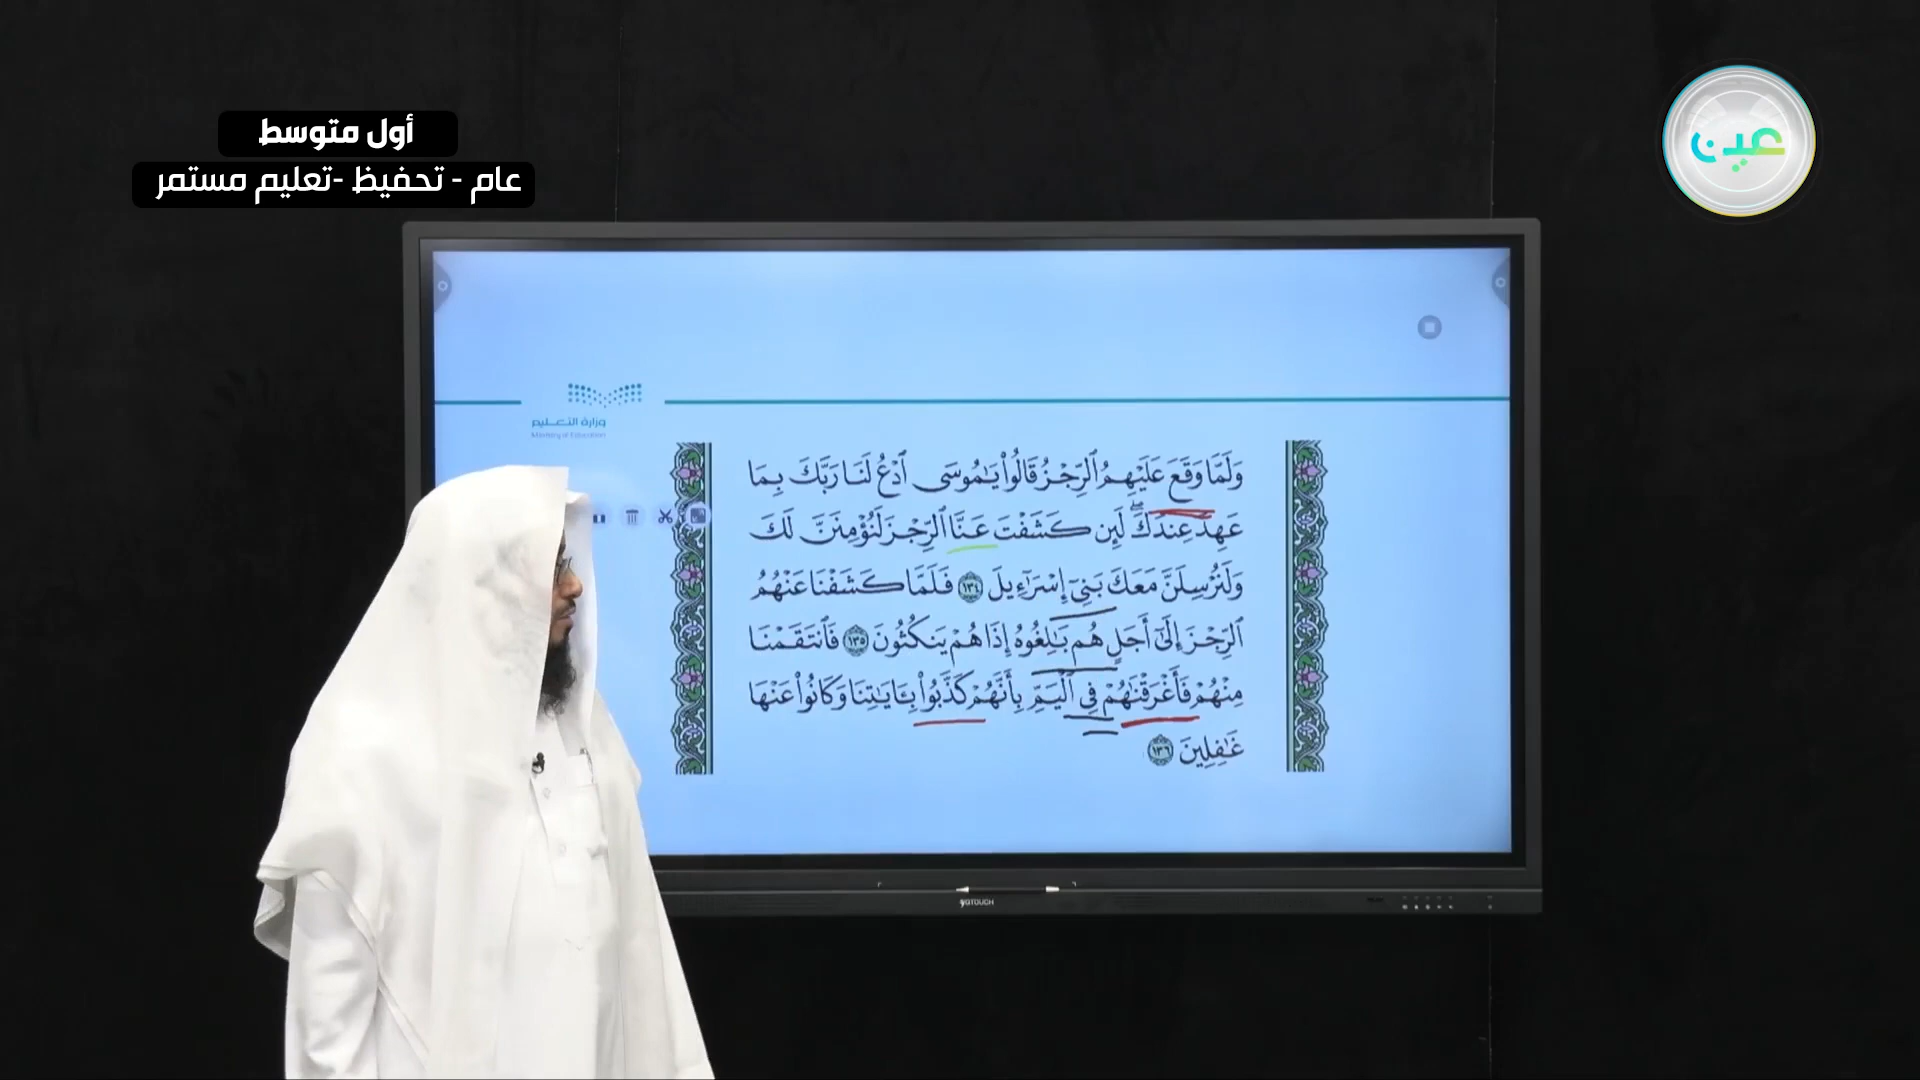 أول متوسط
عام - تحفيظ -تعليم مستمر
عين
وزارة التعليم
Ministry of Education
وَلَمَّا وَقَعَ عَلَيْهِمُ ٱلرِّجْزُ قَالُوا۟ يَٰمُوسَى ٱدْعُ لَنَا رَبَّكَ بِمَا
عَهِدَ عِندَكَ ۖ لَئِن كَشَفْتَ عَنَّا ٱلرِّجْزَ لَنُؤْمِنَنَّ لَكَ
وَلَنُرْسِلَنَّ مَعَكَ بَنِىٓ إِسْرَٰٓءِيلَ ١٣٤ فَلَمَّا كَشَفْنَا عَنْهُمُ
ٱلرِّجْزَ إِلَىٰٓ أَجَلٍ هُم بَٰلِغُوهُ إِذَا هُمْ يَنكُثُونَ ١٣٥ فَٱنتَقَمْنَا
مِنْهُمْ فَأَغْرَقْنَٰهُمْ فِى ٱلْيَمِّ بِأَنَّهُمْ كَذَّبُوا۟ بِـَٔايَٰتِنَا وَكَانُوا۟ عَنْهَا
غَٰفِلِينَ ١٣٦